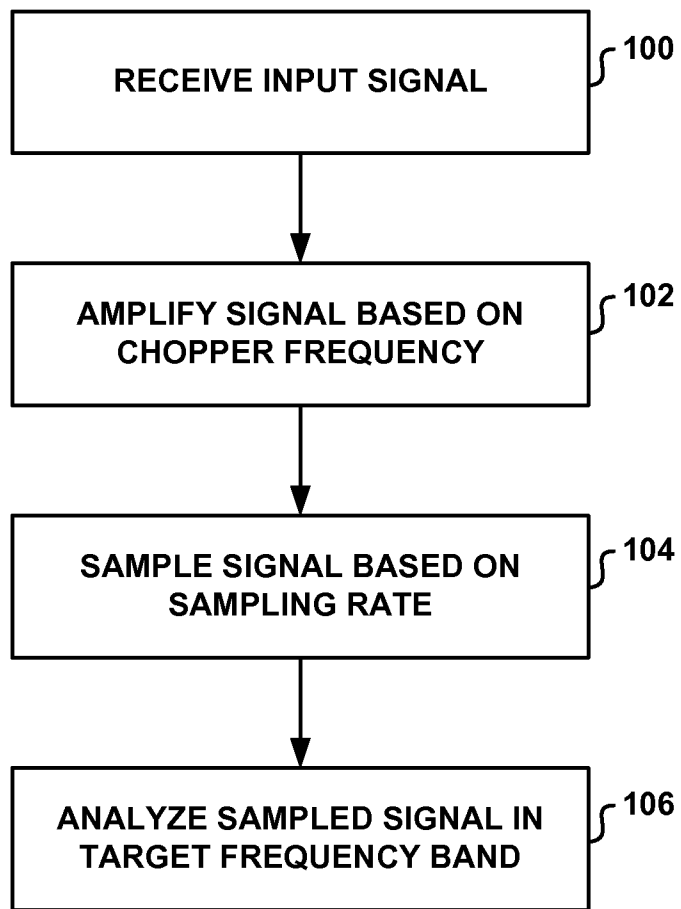 RECEIVE INPUT SIGNAL
100
AMPLIFY SIGNAL BASED ON
CHOPPER FREQUENCY
102
SAMPLE SIGNAL BASED ON
SAMPLING RATE
104
ANALYZE SAMPLED SIGNAL IN
TARGET FREQUENCY BAND
106